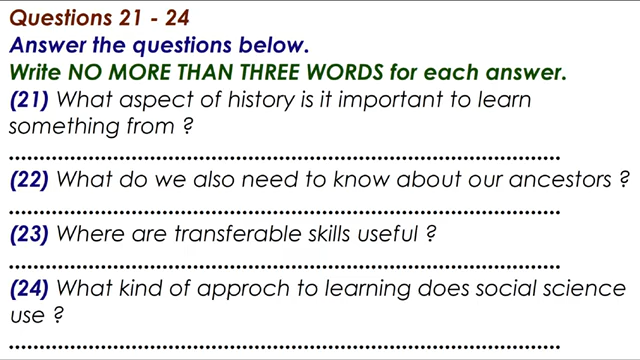 Questions 21 - 24
Answer the questions below.
Write NO MORE THAN THREE WORDS for each answer.
(21) What aspect of history is it important to learn
something from ?
..........................................................................................
(22) What do we also need to know about our ancestors ?
..........................................................................................
(23) Where are transferable skills useful ?
..........................................................................................
(24) What kind of approch to learning does social science
use ?
..........................................................................................